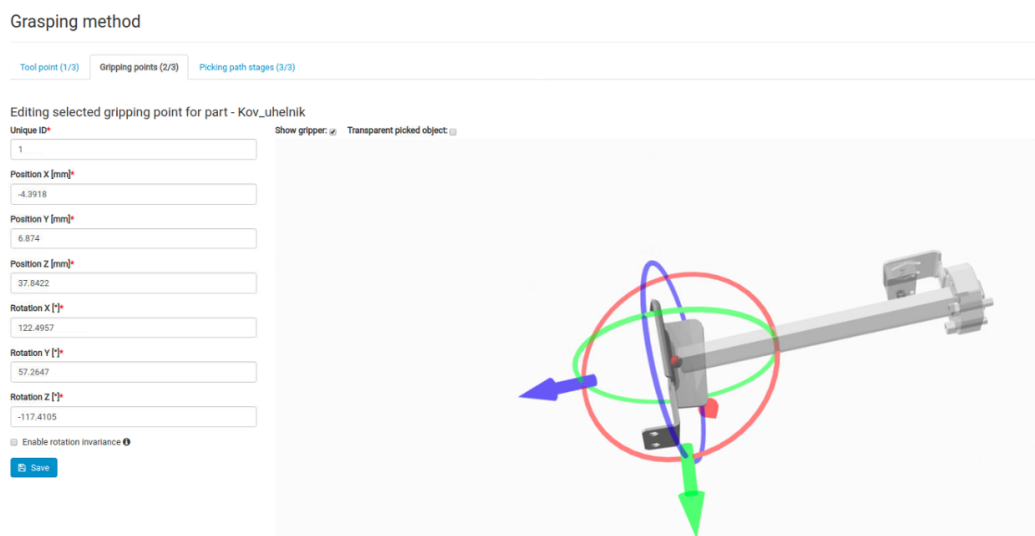 Grasping method
Tool point (1/3) Gripping points (2/3) Picking path stages (3/3)
Editing selected gripping point for part - Kov_uhelnik
Unique ID* Show gripper: Transparent picked object:
1
Position X [mm]*
-4.3918
Position Y [mm]*
6.874
Position Z [mm]*
37.8422
Rotation X [°]*
122.4957
Rotation Y [°]*
57.2647
Rotation Z [°]*
-117.4105
Enable rotation invariance
Save